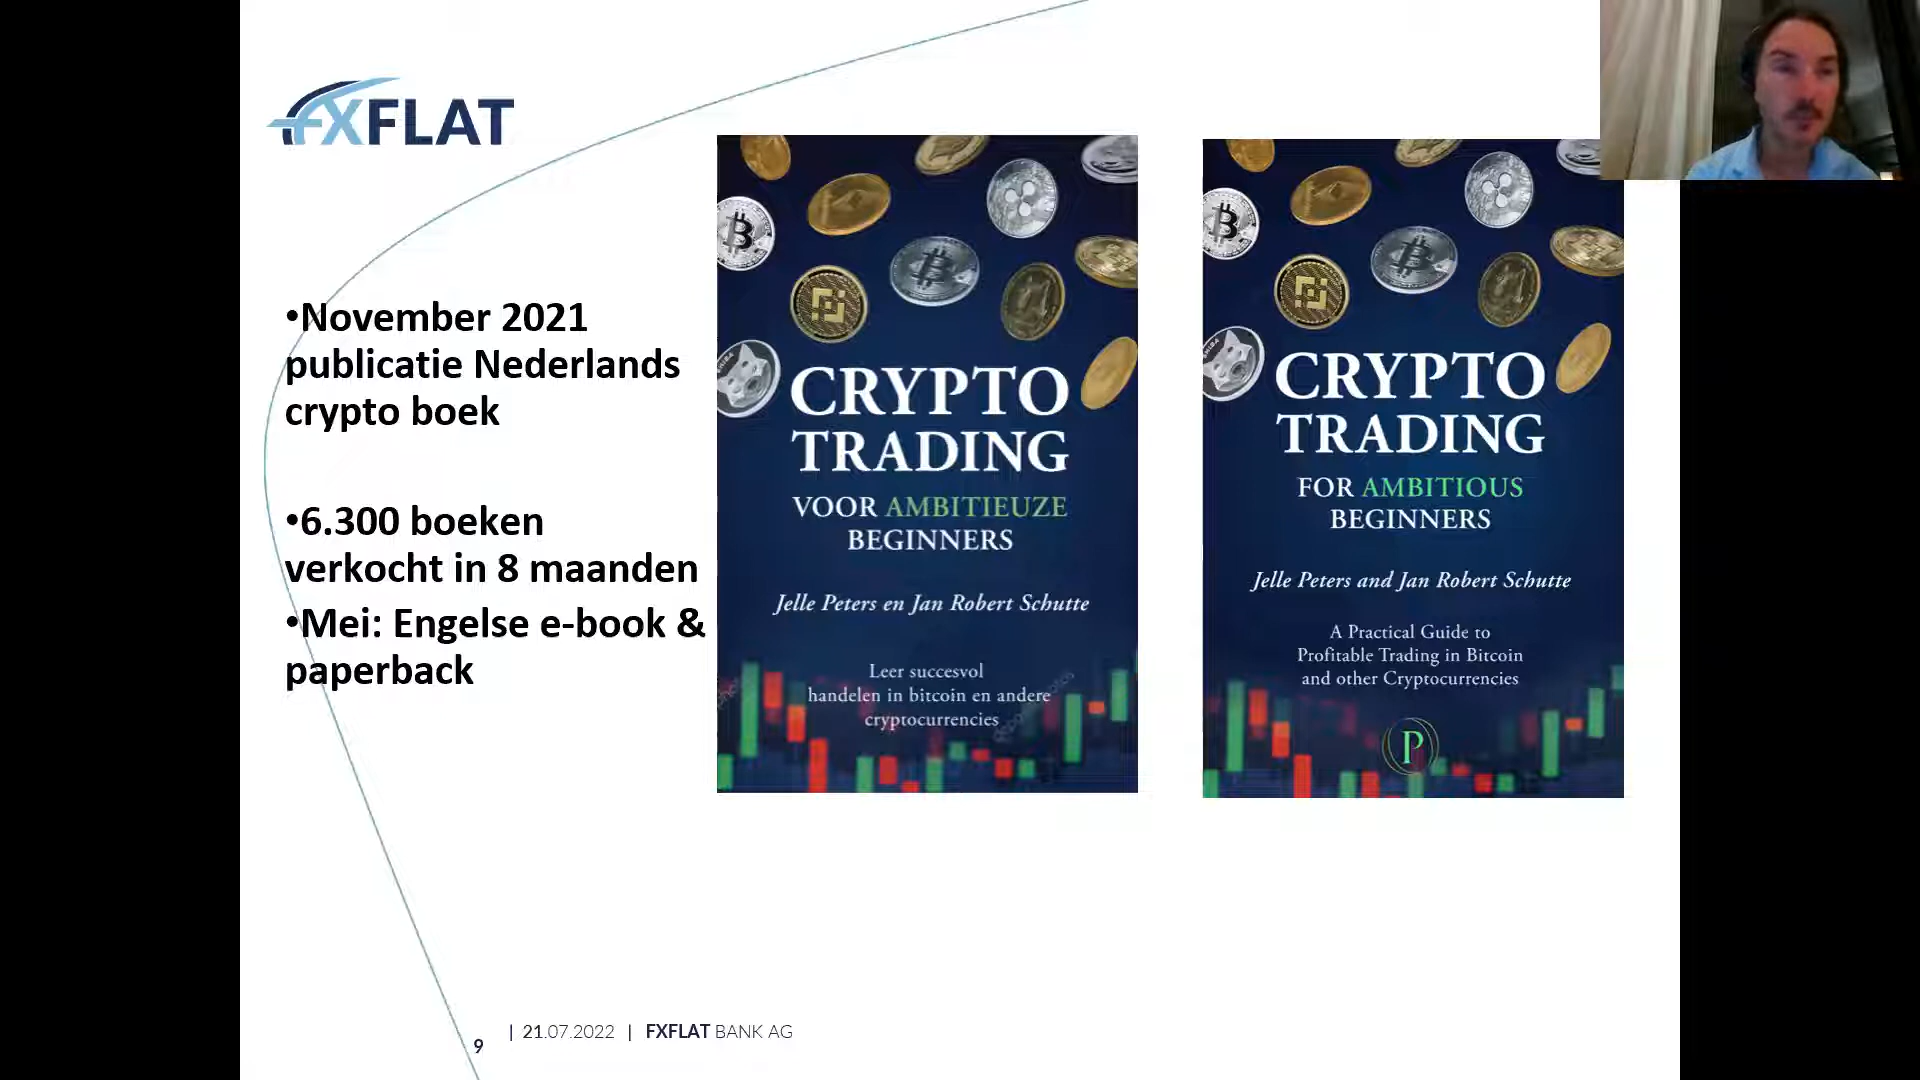 FXFLAT
•November 2021
publicatie Nederlands
crypto boek
•6.300 boeken
verkocht in 8 maanden
•Mei: Engelse e-book &
paperback
CRYPTO
TRADING
VOOR AMBITIEUZE
BEGINNERS
Jelle Peters en Jan Robert Schutte
Leer succesvol
handelen in bitcoin en andere
cryptocurrencies
SHIBA
CRYPTO
TRADING
FOR AMBITIOUS
BEGINNERS
Jelle Peters and Jan Robert Schutte
A Practical Guide to
Profitable Trading in Bitcoin
and other Cryptocurrencies
P
SHIBA
9 | 21.07.2022 | FXFLAT BANK AG